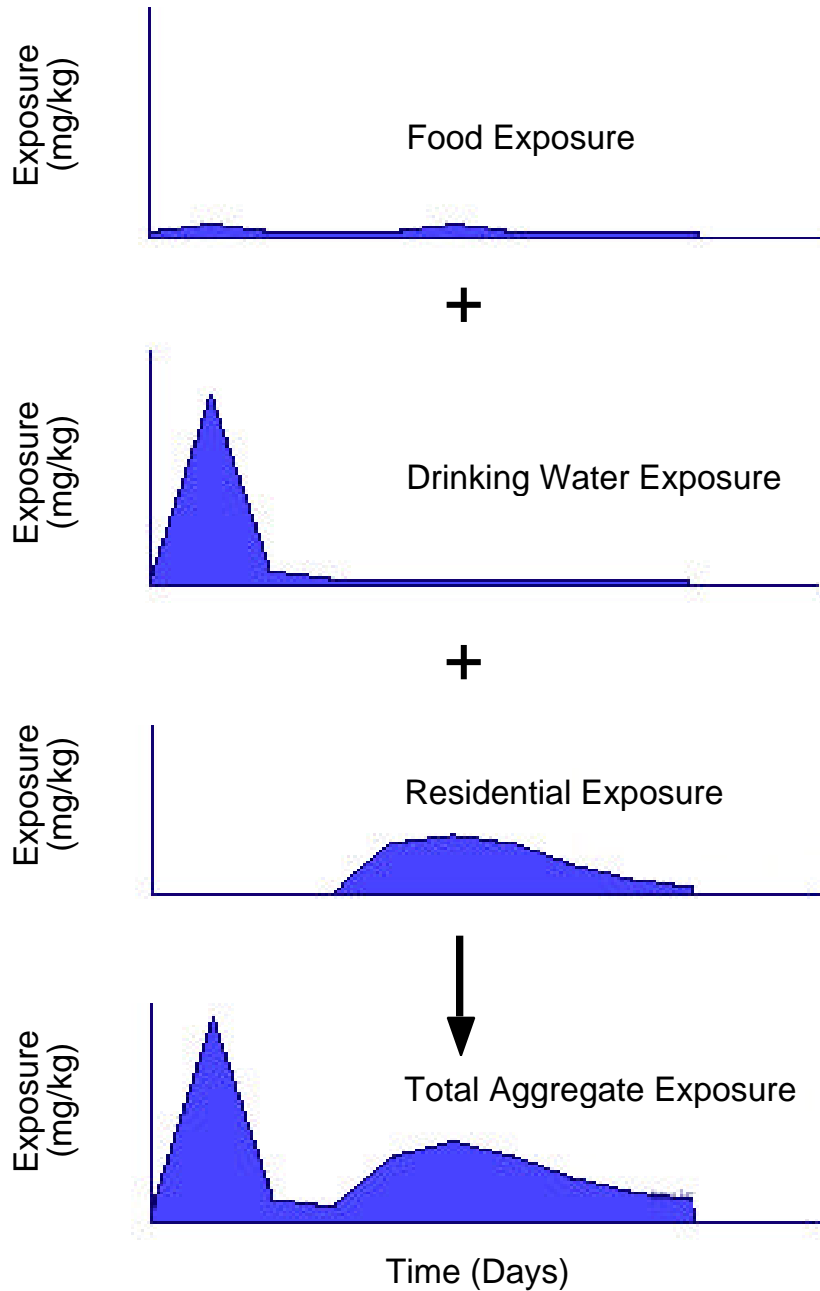 Exposure
(mg/kg)
Food Exposure
+
Exposure
(mg/kg)
Drinking Water Exposure
+
Exposure
(mg/kg)
Residential Exposure
Exposure
(mg/kg)
Total Aggregate Exposure
Time (Days)